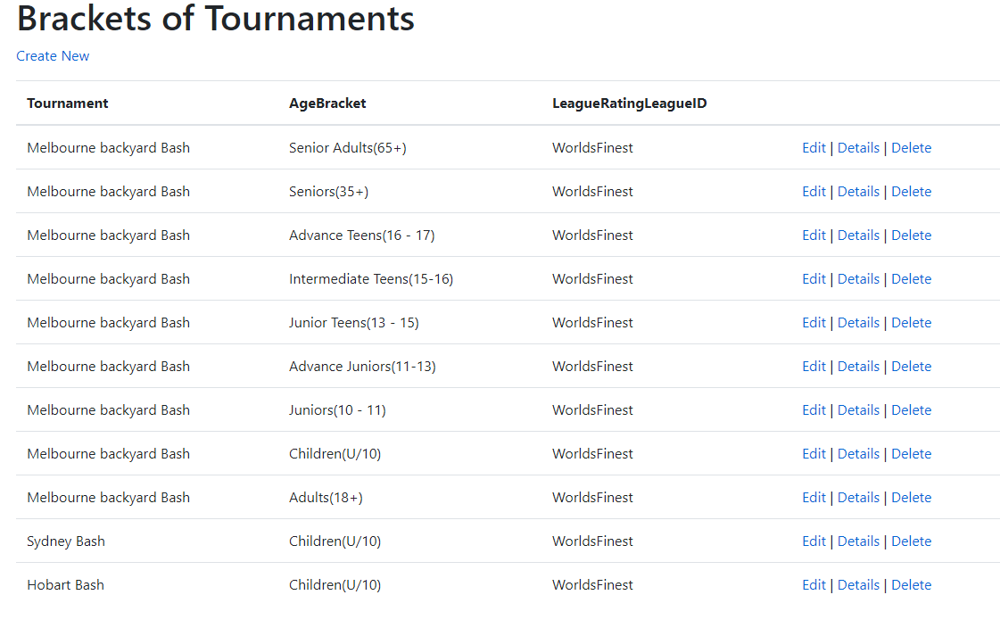 Brackets of Tournaments
Create New
Tournament AgeBracket LeagueRatingLeagueID
Melbourne backyard Bash Senior Adults(65+) WorldsFinest Edit | Details | Delete
Melbourne backyard Bash Seniors(35+) WorldsFinest Edit | Details | Delete
Melbourne backyard Bash Advance Teens(16 - 17) WorldsFinest Edit | Details | Delete
Melbourne backyard Bash Intermediate Teens(15-16) WorldsFinest Edit | Details | Delete
Melbourne backyard Bash Junior Teens(13 - 15) WorldsFinest Edit | Details | Delete
Melbourne backyard Bash Advance Juniors(11-13) WorldsFinest Edit | Details | Delete
Melbourne backyard Bash Juniors(10 - 11) WorldsFinest Edit | Details | Delete
Melbourne backyard Bash Children(U/10) WorldsFinest Edit | Details | Delete
Melbourne backyard Bash Adults(18+) WorldsFinest Edit | Details | Delete
Sydney Bash Children(U/10) WorldsFinest Edit | Details | Delete
Hobart Bash Children(U/10) WorldsFinest Edit | Details | Delete